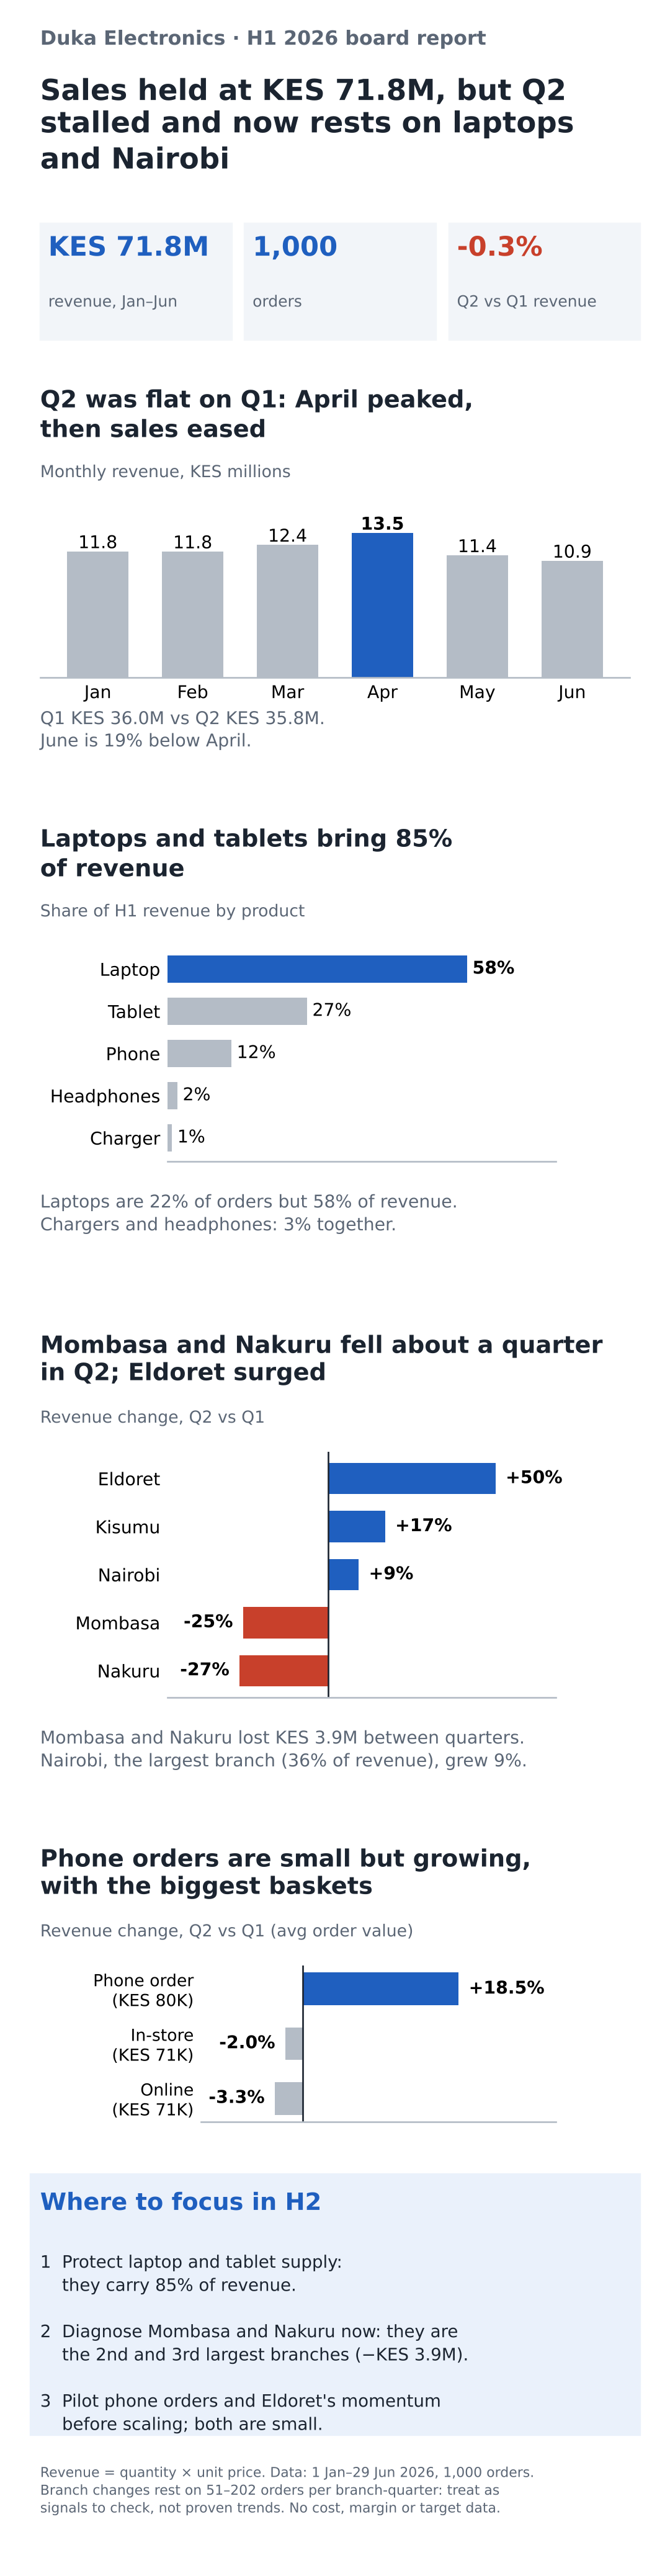 Duka Electronics · H1 2026 board report
Sales held at KES 71.8M, but Q2
stalled and now rests on laptops
and Nairobi
KES 71.8M
revenue, Jan–Jun
1,000
orders
-0.3%
Q2 vs Q1 revenue
Q2 was flat on Q1: April peaked,
then sales eased
Monthly revenue, KES millions
11.8
11.8
12.4
13.5
11.4
10.9
Jan
Feb
Mar
Apr
May
Jun
Q1 KES 36.0M vs Q2 KES 35.8M.
June is 19% below April.
Laptops and tablets bring 85%
of revenue
Share of H1 revenue by product
Laptop 58%
Tablet 27%
Phone 12%
Headphones 2%
Charger 1%
Laptops are 22% of orders but 58% of revenue.
Chargers and headphones: 3% together.
Mombasa and Nakuru fell about a quarter
in Q2; Eldoret surged
Revenue change, Q2 vs Q1
Eldoret +50%
Kisumu +17%
Nairobi +9%
Mombasa -25%
Nakuru -27%
Mombasa and Nakuru lost KES 3.9M between quarters.
Nairobi, the largest branch (36% of revenue), grew 9%.
Phone orders are small but growing,
with the biggest baskets
Revenue change, Q2 vs Q1 (avg order value)
Phone order
(KES 80K)
+18.5%
In-store
(KES 71K)
-2.0%
Online
(KES 71K)
-3.3%
Where to focus in H2
1 Protect laptop and tablet supply:
they carry 85% of revenue.
2 Diagnose Mombasa and Nakuru now: they are
the 2nd and 3rd largest branches (−KES 3.9M).
3 Pilot phone orders and Eldoret's momentum
before scaling; both are small.
Revenue = quantity × unit price. Data: 1 Jan–29 Jun 2026, 1,000 orders.
Branch changes rest on 51–202 orders per branch-quarter: treat as
signals to check, not proven trends. No cost, margin or target data.